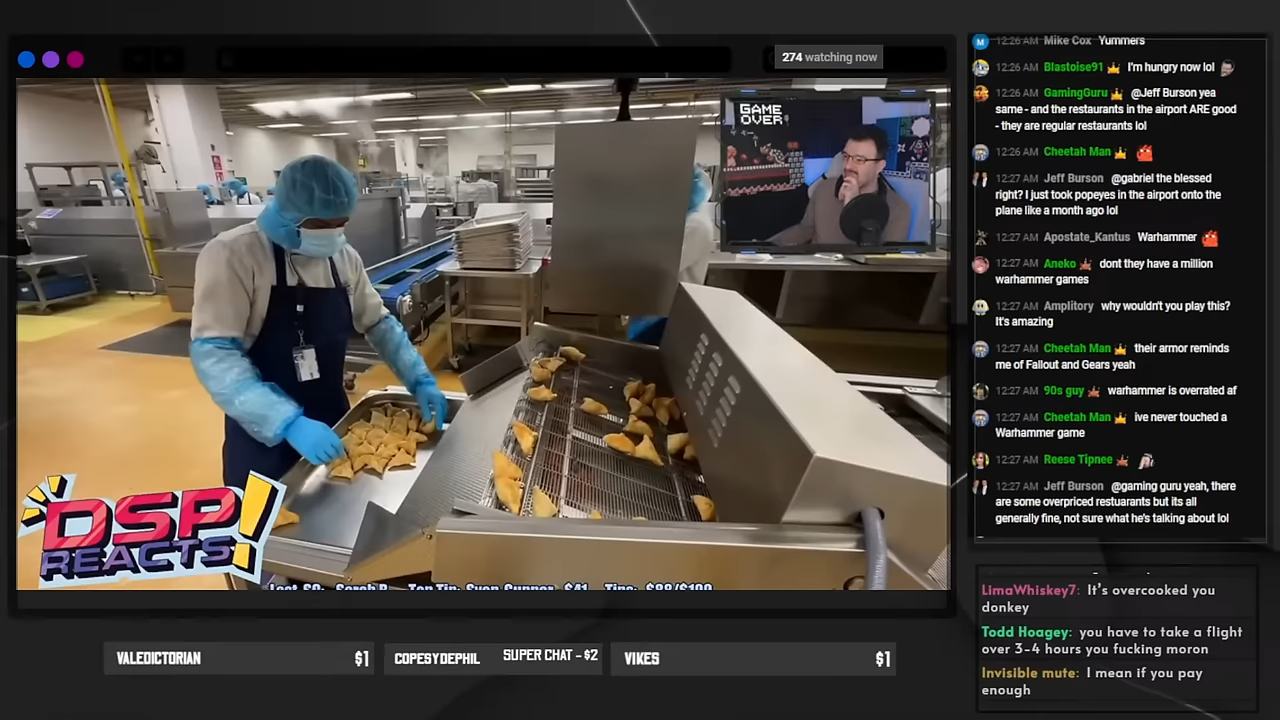 274 watching now
GAME
OVER
DSP
REACTS!
Tips: $88/$100
VALEDICTORIAN $1
COPESYDEPHIL SUPER CHAT - $2
VIKES $1
M 12:26 AM Mike Cox Yummers
12:26 AM Blastoise91 I'm hungry now lol
12:26 AM GamingGuru @Jeff Burson yea
same - and the restaurants in the airport ARE good
- they are regular restaurants lol
12:26 AM Cheetah Man
12:27 AM Jeff Burson @gabriel the blessed
right? I just took popeyes in the airport onto the
plane like a month ago lol
12:27 AM Apostate_Kantus Warhammer
12:27 AM Aneko dont they have a million
warhammer games
12:27 AM Amplitory why wouldn't you play this?
It's amazing
12:27 AM Cheetah Man their armor reminds
me of Fallout and Gears yeah
12:27 AM 90s guy warhammer is overrated af
12:27 AM Cheetah Man ive never touched a
Warhammer game
12:27 AM Reese Tipnee
12:27 AM Jeff Burson @gaming guru yeah, there
are some overpriced restuarants but its all
generally fine, not sure what he's talking about lol
LimaWhiskey7: It's overcooked you
donkey
Todd Hoagey: you have to take a flight
over 3-4 hours you fucking moron
Invisible mute: I mean if you pay
enough